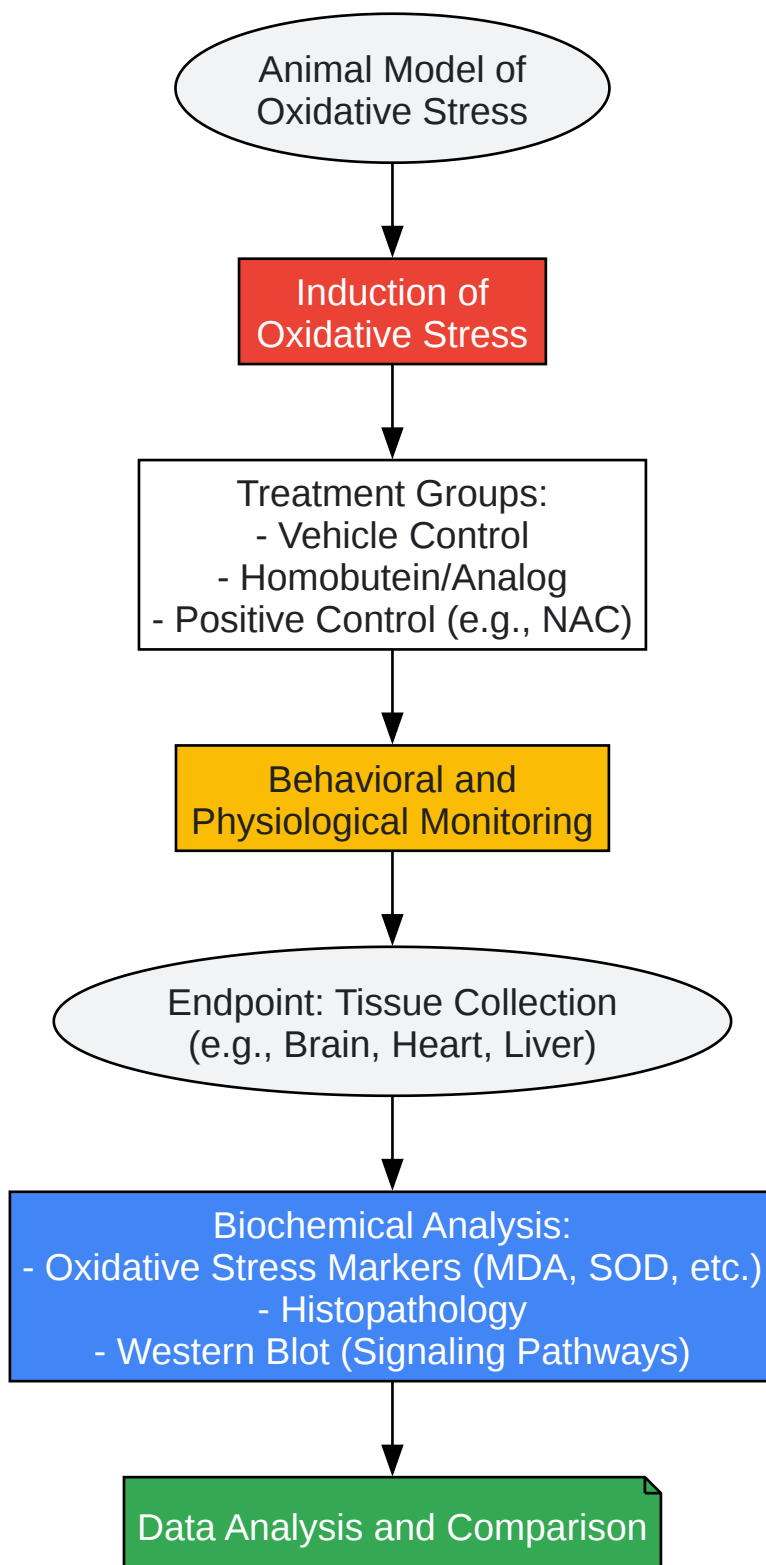 Animal Model of
Oxidative Stress
Induction of
Oxidative Stress
Treatment Groups:
- Vehicle Control
- Homobutein/Analog
- Positive Control (e.g., NAC)
Behavioral and
Physiological Monitoring
Endpoint: Tissue Collection
(e.g., Brain, Heart, Liver)
Biochemical Analysis:
- Oxidative Stress Markers (MDA, SOD, etc.)
- Histopathology
- Western Blot (Signaling Pathways)
Data Analysis and Comparison